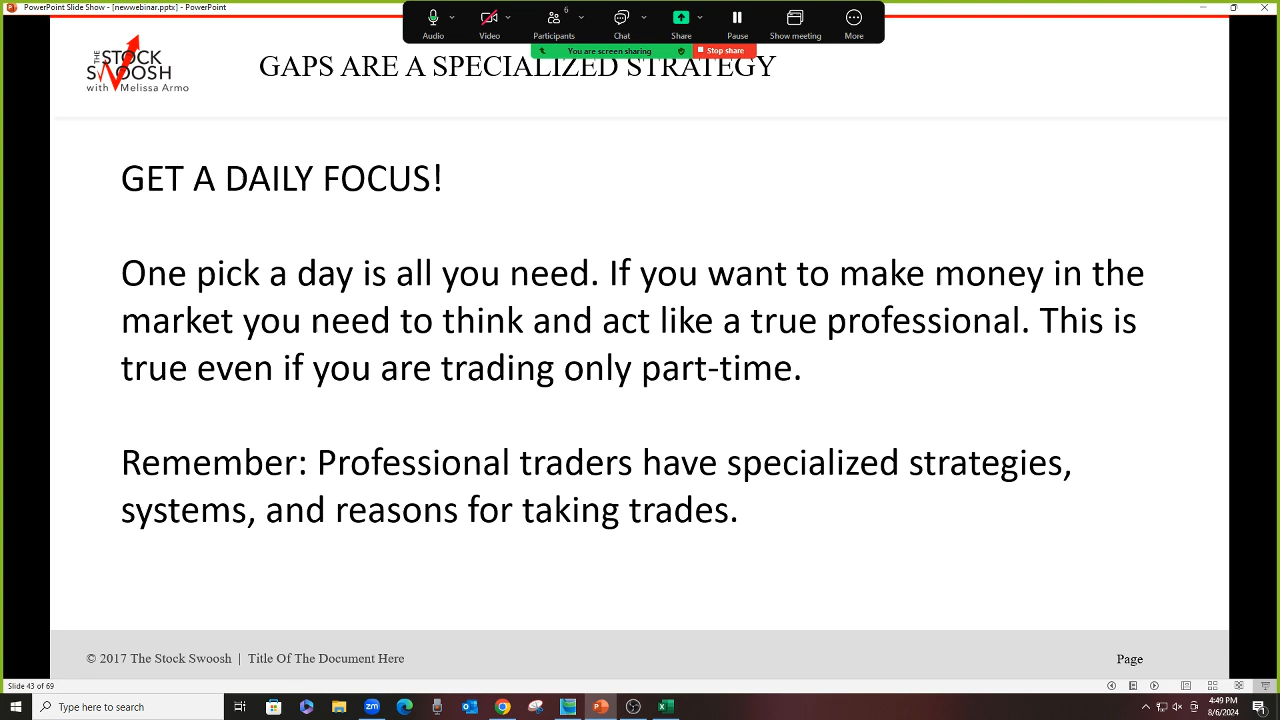 PowerPoint Slide Show - [newwebinar.pptx] - PowerPoint
6
Audio Video Participants Chat Share Pause Show meeting More
You are screen sharing Stop share
THE STOCK SWOOSH
with Melissa Armo
GAPS ARE A SPECIALIZED STRATEGY
GET A DAILY FOCUS!
One pick a day is all you need. If you want to make money in the
market you need to think and act like a true professional. This is
true even if you are trading only part-time.
Remember: Professional traders have specialized strategies,
systems, and reasons for taking trades.
© 2017 The Stock Swoosh | Title Of The Document Here
Page
Slide 43 of 69
Type here to search
4:49 PM
8/6/2024